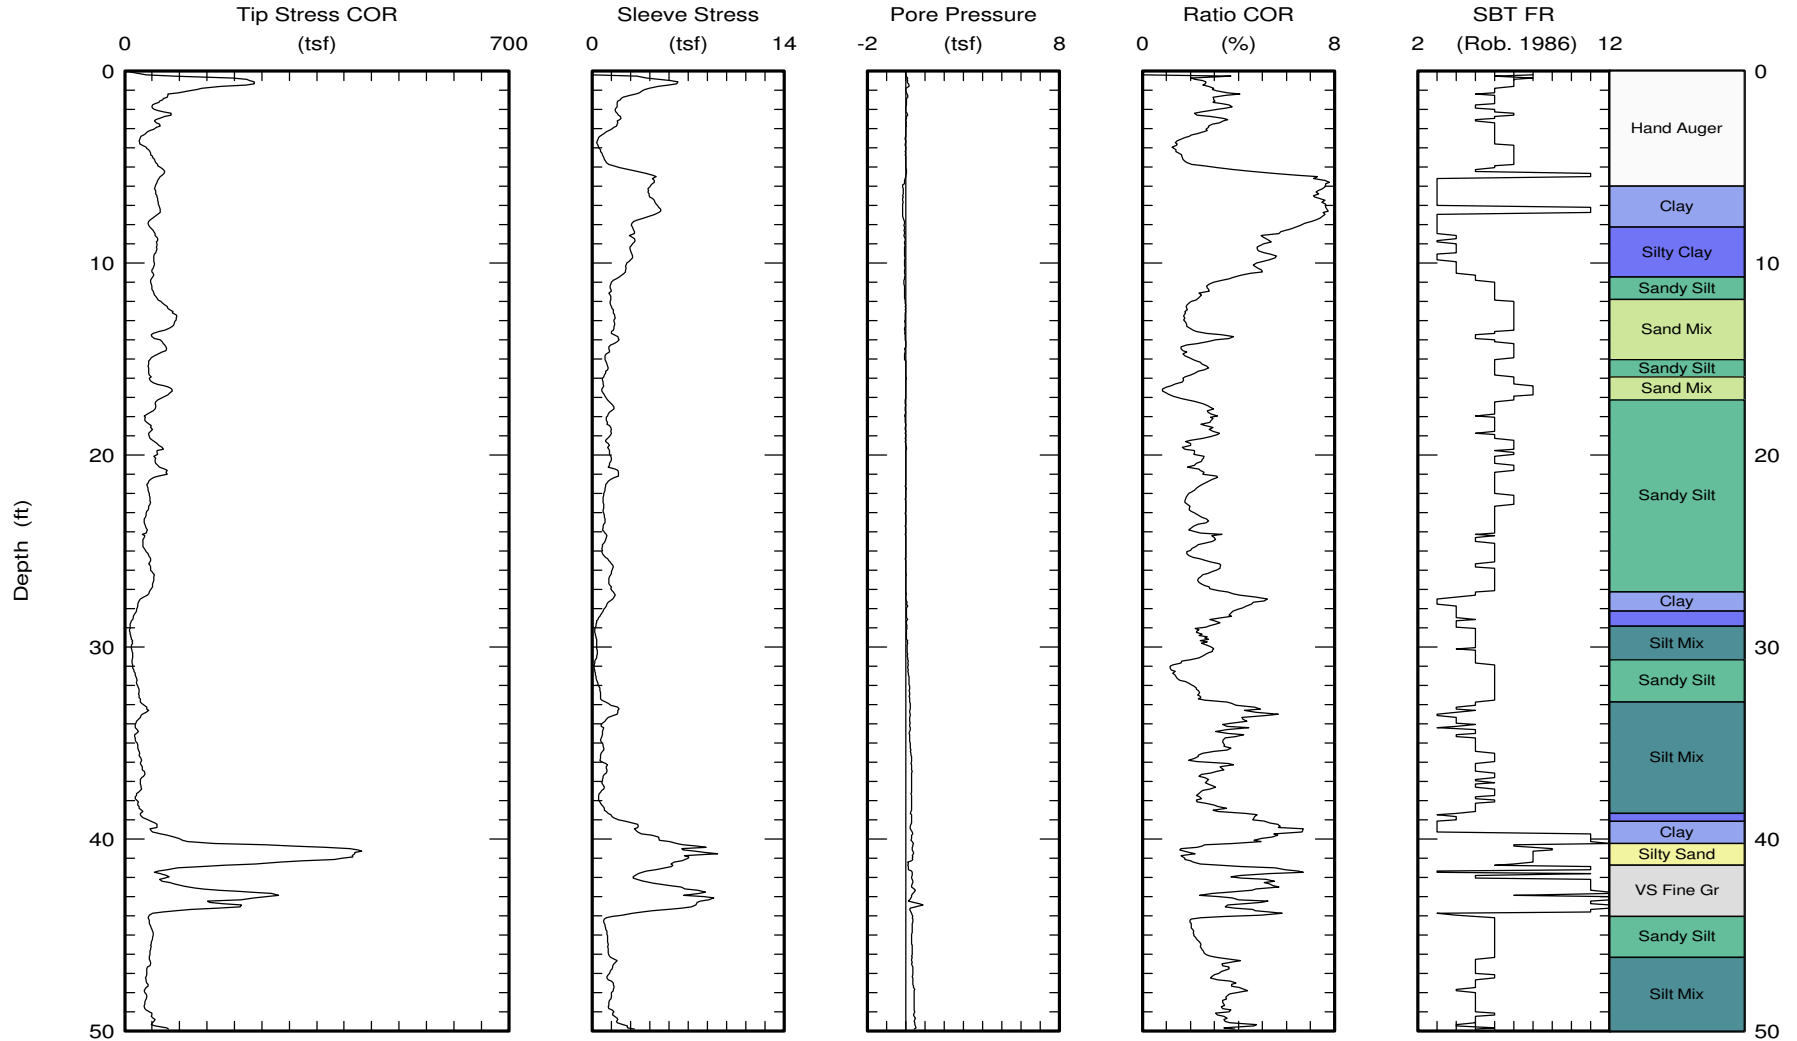 Tip Stress COR Sleeve Stress Pore Pressure Ratio COR SBT FR
0 (tsf) 700 0 (tsf) 14 -2 (tsf) 8 0 (%) 8 2 (Rob. 1986) 12
0 0
Hand Auger
Clay
Silty Clay
10 10
Sandy Silt
Sand Mix
Sandy Silt
Sand Mix
20 20
Sandy Silt
Depth (ft)
Clay
30 Silt Mix 30
Sandy Silt
Silt Mix
Clay
40 40
Silty Sand
VS Fine Gr
Sandy Silt
Silt Mix
50 50